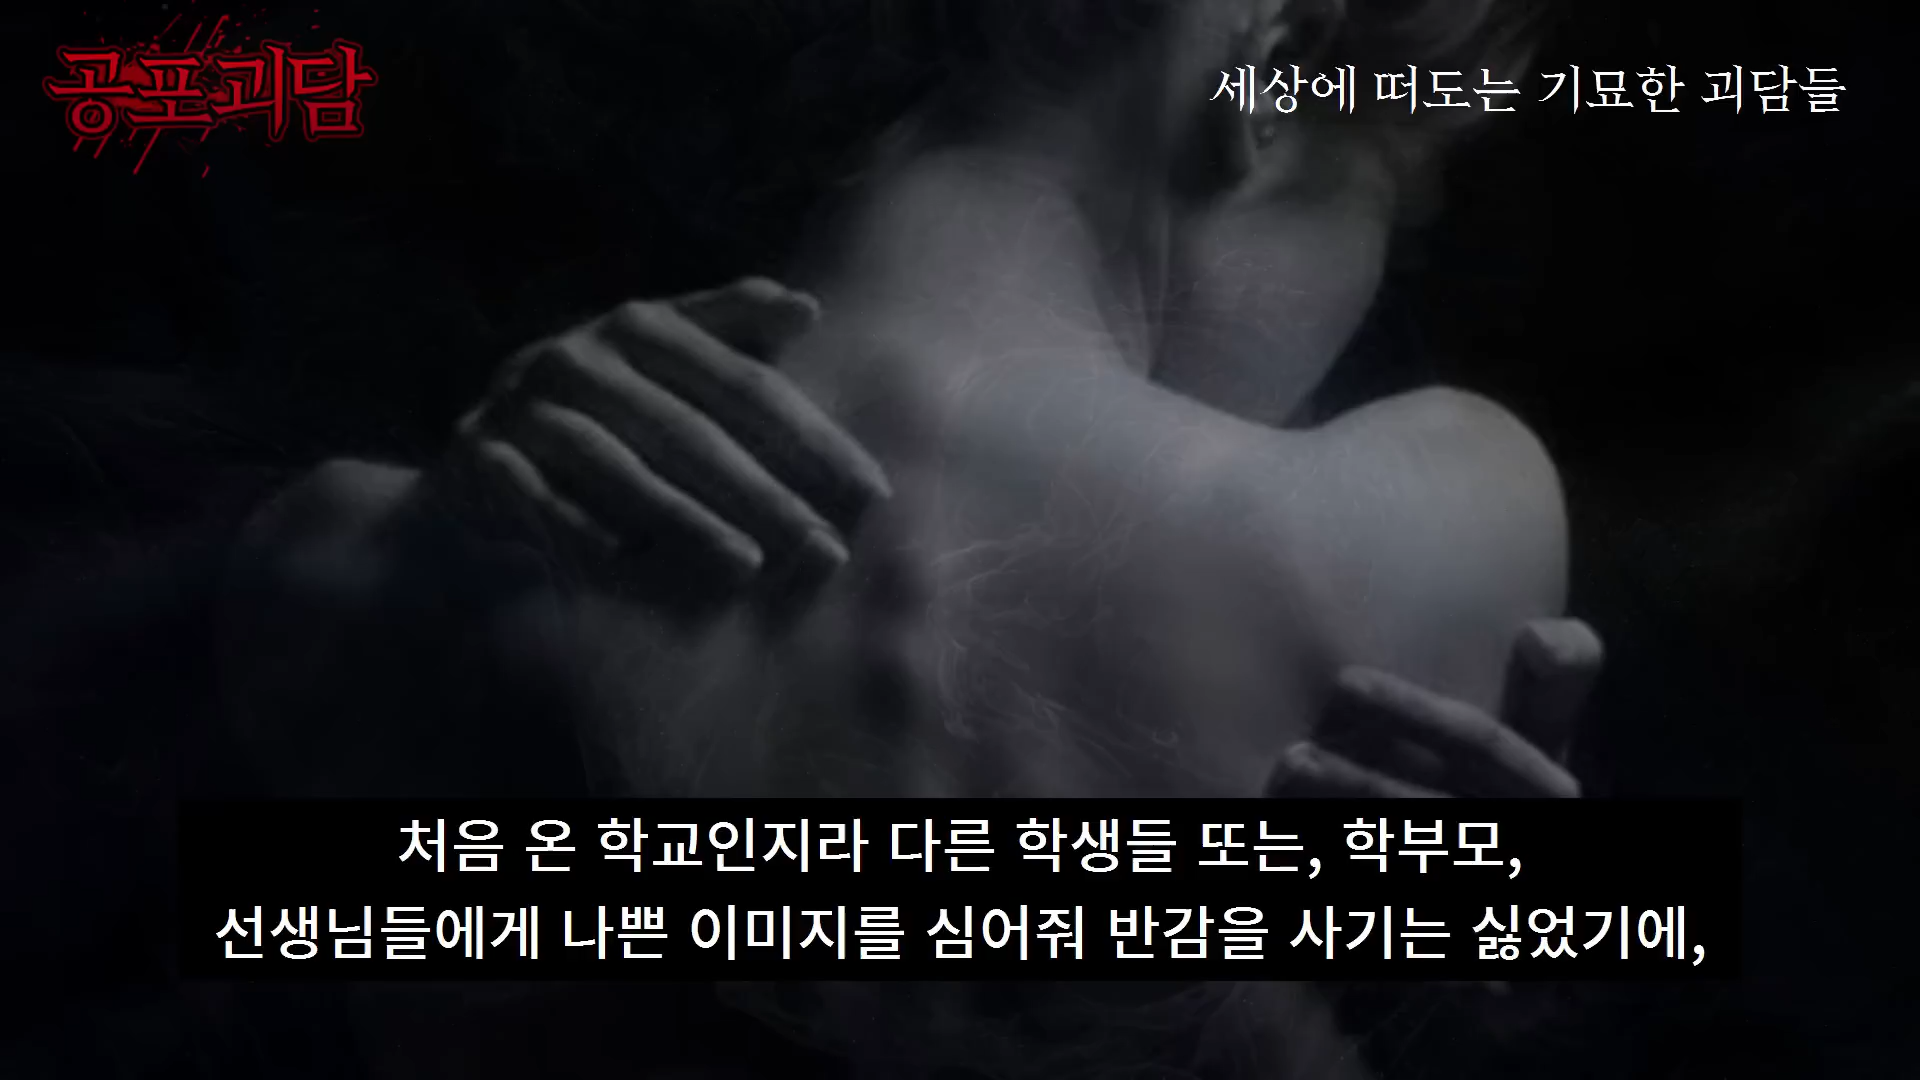 공포괴담
세상에 떠도는 기묘한 괴담들
처음 온 학교인지라 다른 학생들 또는, 학부모,
선생님들에게 나쁜 이미지를 심어줘 반감을 사기는 싫었기에,